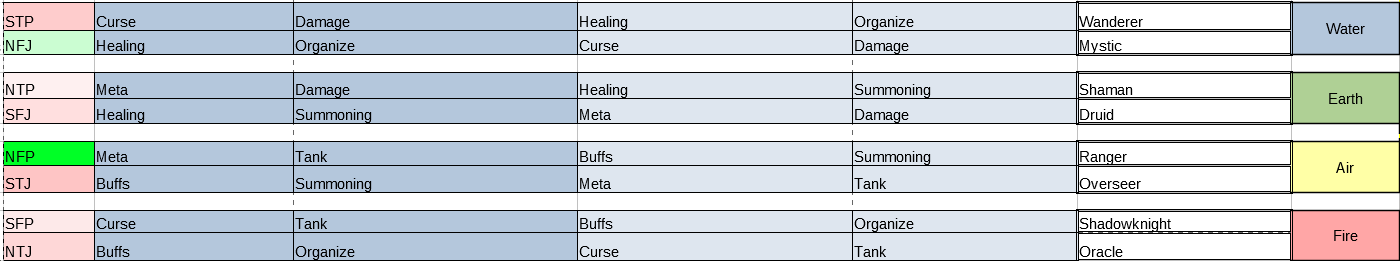 STP Curse Damage Healing Organize Wanderer Water
NFJ Healing Organize Curse Damage Mystic
NTP Meta Damage Healing Summoning Shaman Earth
SFJ Healing Summoning Meta Damage Druid
NFP Meta Tank Buffs Summoning Ranger Air
STJ Buffs Summoning Meta Tank Overseer
SFP Curse Tank Buffs Organize Shadowknight Fire
NTJ Buffs Organize Curse Tank Oracle